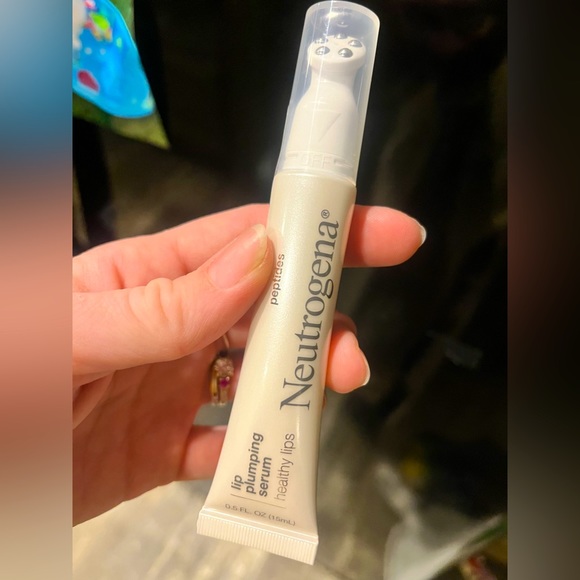 peptides
Neutrogena®
lip
plumping
serum
healthy lips
0.5 FL. OZ (15mL)